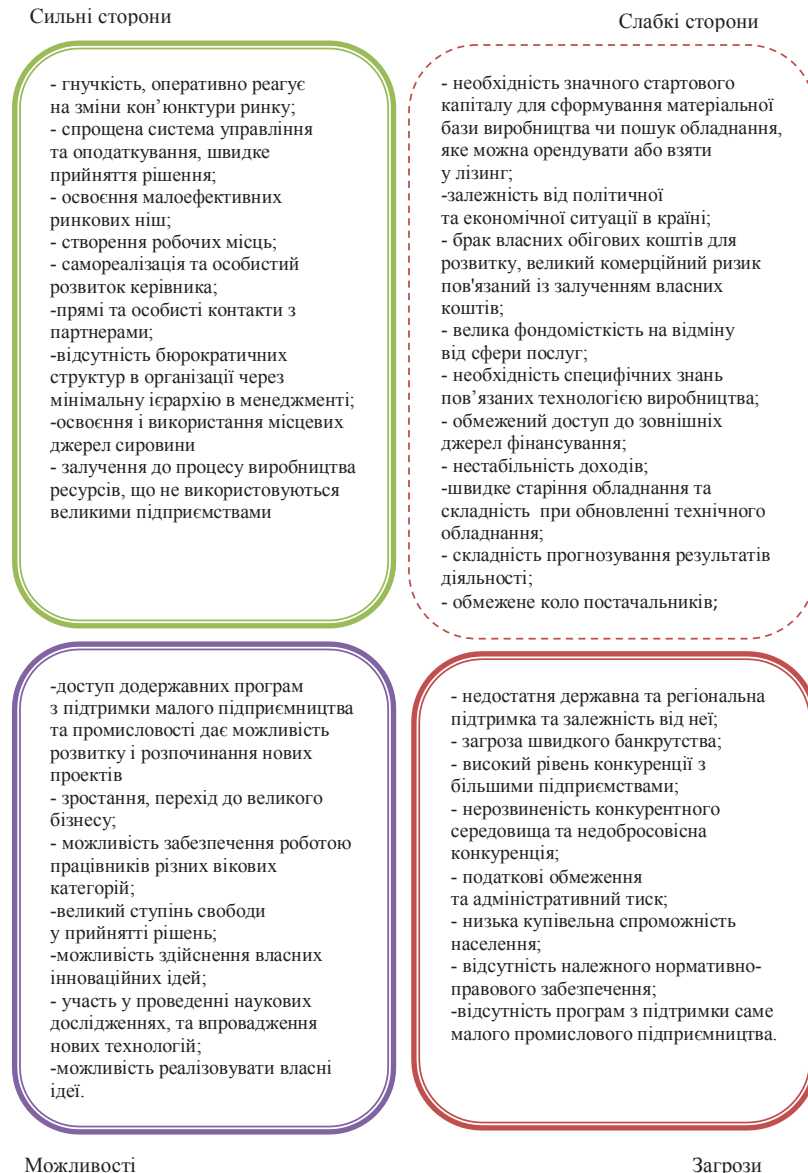 Сильні сторони
- гнучкість, оперативно реагує
на зміни кон’юнктури ринку;
- спрощена система управління
та оподаткування, швидке
прийняття рішення;
- освоєння малоефективних
ринкових ніш;
- створення робочих місць;
- самореалізація та особистий
розвиток керівника;
-прямі та особисті контакти з
партнерами;
-відсутність бюрократичних
структур в організації через
мінімальну ієрархію в менеджменті;
-освоєння і використання місцевих
джерел сировини
- залучення до процесу виробництва
ресурсів, що не використовуються
великими підприємствами
Слабкі сторони
- необхідність значного стартового
капіталу для сформування матеріальної
бази виробництва чи пошук обладнання,
яке можна орендувати або взяти
у лізинг;
-залежність від політичної
та економічної ситуації в країні;
- брак власних обігових коштів для
розвитку, великий комерційний ризик
пов'язаний із залученням власних
коштів;
- велика фондомісткість на відміну
від сфери послуг;
- необхідність специфічних знань
пов’язаних технологією виробництва;
- обмежений доступ до зовнішніх
джерел фінансування;
- нестабільність доходів;
-швидке старіння обладнання та
складність при обновленні технічного
обладнання;
- складність прогнозування результатів
діяльності;
- обмежене коло постачальників;
-доступ додержавних програм
з підтримки малого підприємництва
та промисловості дає можливість
розвитку і розпочинання нових
проектів
- зростання, перехід до великого
бізнесу;
- можливість забезпечення роботою
працівників різних вікових
категорій;
-великий ступінь свободи
у прийнятті рішень;
-можливість здійснення власних
інноваційних ідей;
- участь у проведенні наукових
дослідженнях, та впровадження
нових технологій;
-можливість реалізовувати власні
ідеї.
Можливості
- недостатня державна та регіональна
підтримка та залежність від неї;
- загроза швидкого банкрутства;
- високий рівень конкуренції з
більшими підприємствами;
- нерозвиненість конкурентного
середовища та недобросовісна
конкуренція;
- податкові обмеження
та адміністративний тиск;
- низька купівельна спроможність
населення;
- відсутність належного нормативно-
правового забезпечення;
-відсутність програм з підтримки саме
малого промислового підприємництва.
Загрози